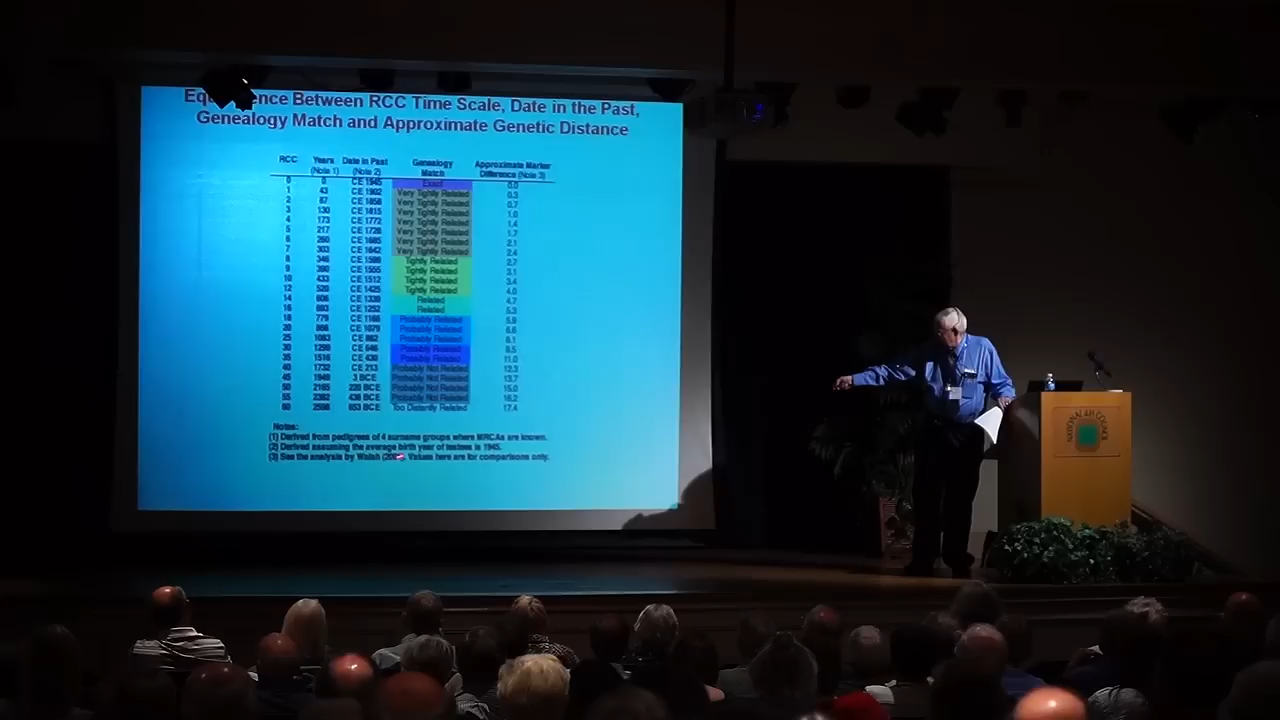 Between RCC Time Scale, Date in the Past,
Genealogy Match and Approximate Genetic Distance
RCC Years Date in Past Genealogy Approximate Marker
(Note 1) (Note 2) Match Difference (Note 3)
0 0 CE 1945 Exact 0.0
1 43 CE 1902 Very Tightly Related 0.3
2 87 CE 1858 Very Tightly Related 0.7
3 130 CE 1815 Very Tightly Related 1.0
4 173 CE 1772 Very Tightly Related 1.4
5 217 CE 1728 Very Tightly Related 1.7
6 260 CE 1685 Very Tightly Related 2.1
7 303 CE 1642 Very Tightly Related 2.4
8 346 CE 1599 Tightly Related 2.7
9 390 CE 1555 Tightly Related 3.1
10 433 CE 1512 Tightly Related 3.4
12 520 CE 1425 Tightly Related 4.0
14 606 CE 1339 Related 4.7
16 693 CE 1252 Related 5.3
18 779 CE 1166 Probably Related 5.9
20 866 CE 1079 Probably Related 6.6
25 1083 CE 862 Probably Related 8.1
30 1299 CE 646 Possibly Related 9.5
35 1516 CE 430 Possibly Related 11.0
40 1732 CE 213 Probably Not Related 12.3
45 1949 3 BCE Probably Not Related 13.7
50 2165 220 BCE Probably Not Related 15.0
55 2382 436 BCE Probably Not Related 16.2
60 2598 653 BCE Too Distantly Related 17.4
Notes:
(1) Derived from pedigrees of 4 surname groups where MRCAs are known.
(2) Derived assuming the average birth year of testees is 1945.
(3) See the analysis by Walsh Values here are for comparisons only.
NATIONAL 4-H COUNCIL